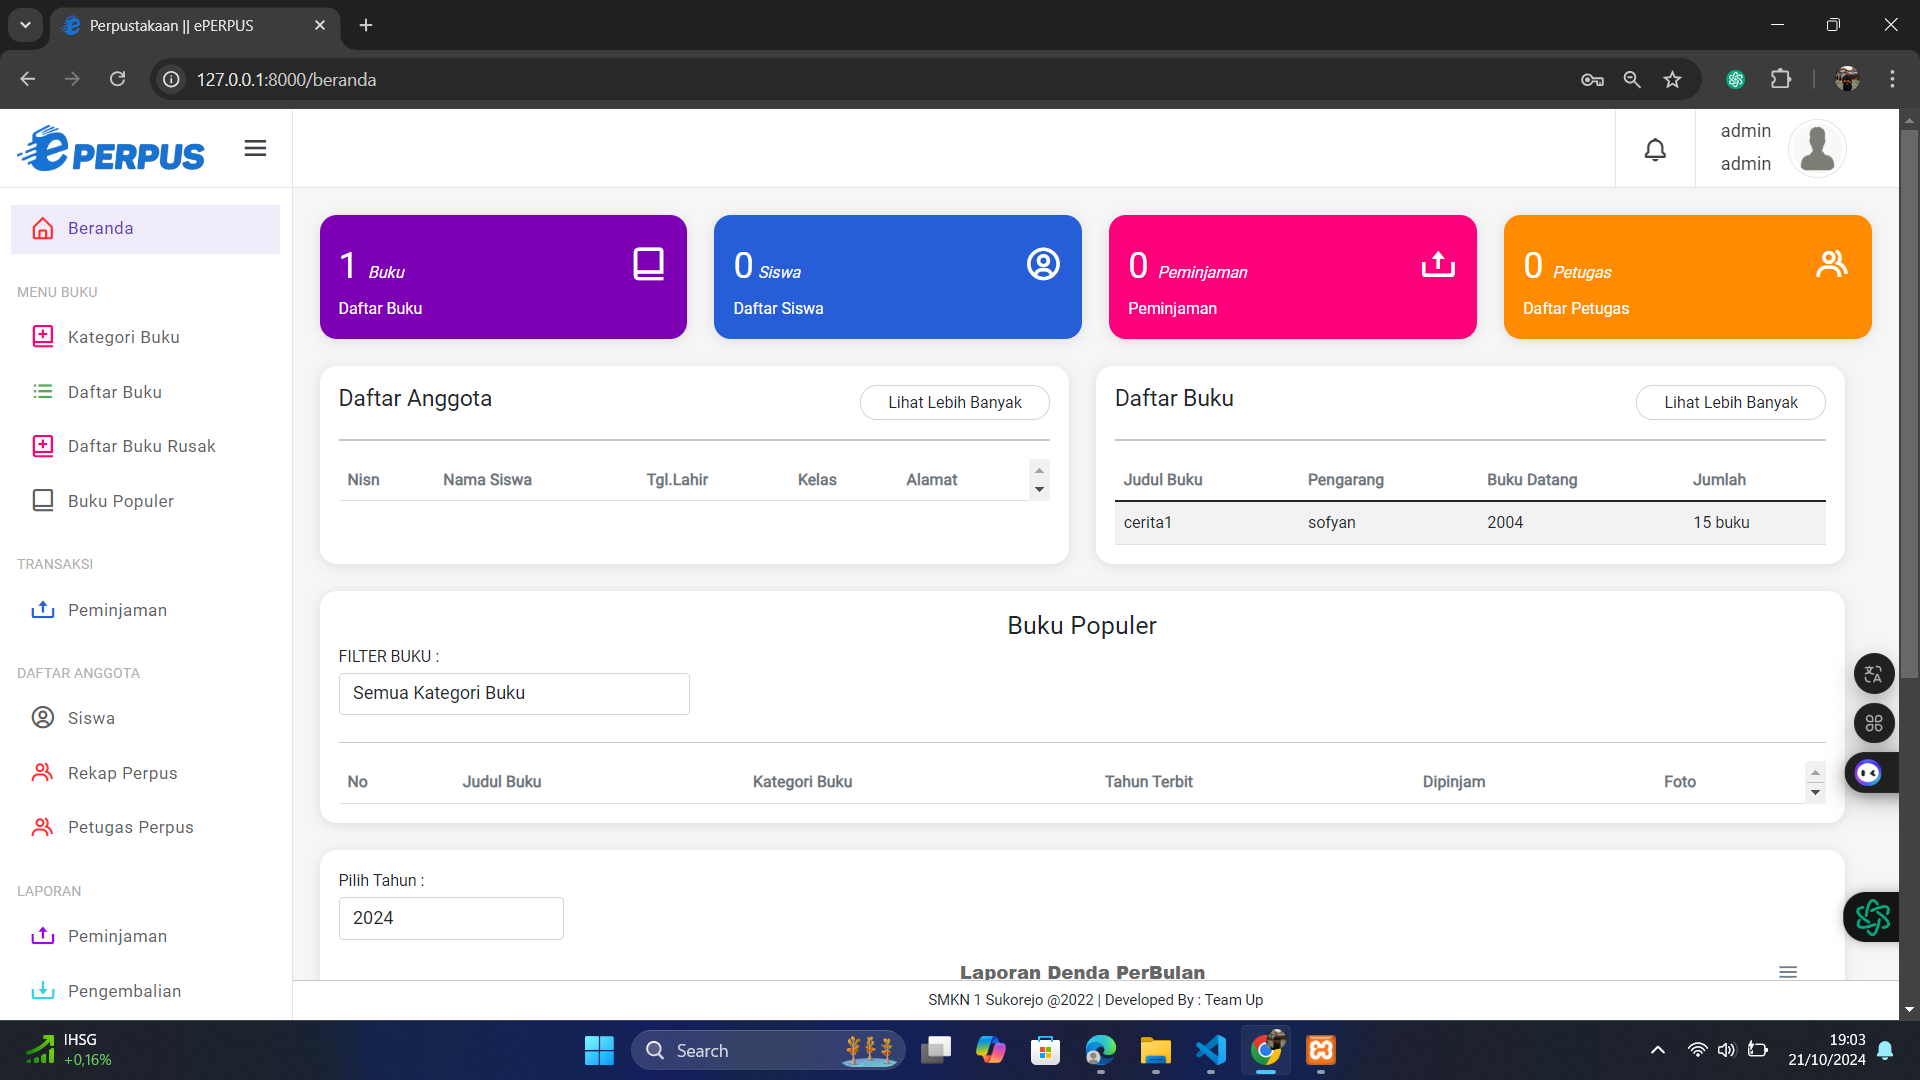 Perpustakaan || ePERPUS
127.0.0.1:8000/beranda
ePERPUS
admin
admin
Beranda
MENU BUKU
Kategori Buku
Daftar Buku
Daftar Buku Rusak
Buku Populer
TRANSAKSI
Peminjaman
DAFTAR ANGGOTA
Siswa
Rekap Perpus
Petugas Perpus
LAPORAN
Peminjaman
Pengembalian
1 Buku
Daftar Buku
0 Siswa
Daftar Siswa
0 Peminjaman
Peminjaman
0 Petugas
Daftar Petugas
Daftar Anggota
Lihat Lebih Banyak
Nisn Nama Siswa Tgl.Lahir Kelas Alamat
Daftar Buku
Lihat Lebih Banyak
Judul Buku Pengarang Buku Datang Jumlah
cerita1 sofyan 2004 15 buku
Buku Populer
FILTER BUKU :
Semua Kategori Buku
No Judul Buku Kategori Buku Tahun Terbit Dipinjam Foto
Pilih Tahun :
2024
Laporan Denda PerBulan
SMKN 1 Sukorejo @2022 | Developed By : Team Up
IHSG
+0,16%
Search
19:03
21/10/2024